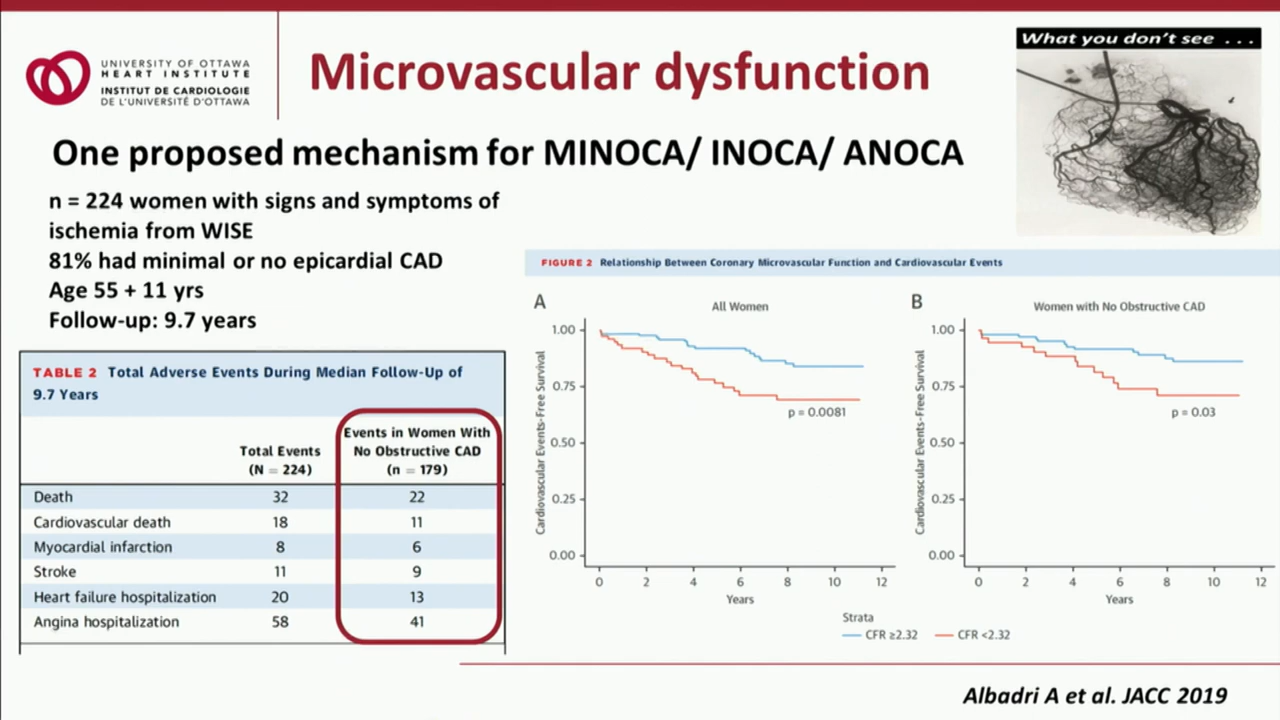 UNIVERSITY OF OTTAWA
HEART INSTITUTE
INSTITUT DE CARDIOLOGIE
DE L'UNIVERSITÉ D'OTTAWA
Microvascular dysfunction
What you don't see . . .
One proposed mechanism for MINOCA/ INOCA/ ANOCA
n = 224 women with signs and symptoms of
ischemia from WISE
81% had minimal or no epicardial CAD
Age 55 + 11 yrs
Follow-up: 9.7 years
TABLE 2 Total Adverse Events During Median Follow-Up of
9.7 Years
Total Events
(N = 224)
Events in Women With
No Obstructive CAD
(n = 179)
Death 32 22
Cardiovascular death 18 11
Myocardial infarction 8 6
Stroke 11 9
Heart failure hospitalization 20 13
Angina hospitalization 58 41
FIGURE 2 Relationship Between Coronary Microvascular Function and Cardiovascular Events
A
All Women
Cardiovascular Events-Free Survival
1.00
0.75
0.50
0.25
0.00
p = 0.0081
0 2 4 6 8 10 12
Years
B
Women with No Obstructive CAD
Cardiovascular Events-Free Survival
1.00
0.75
0.50
0.25
0.00
p = 0.03
0 2 4 6 8 10 12
Years
Strata
CFR ≥2.32 CFR <2.32
Albadri A et al. JACC 2019